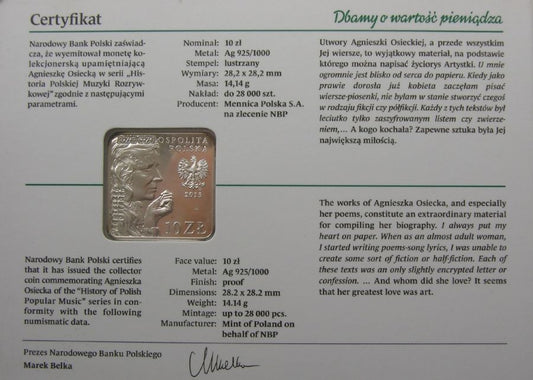 Certyfikat
Dbamy o wartość pieniądza
Narodowy Bank Polski zaświad-
cza, że wyemitował monetę ko-
lekcjonerską upamiętniającą
Agnieszkę Osiecką w serii „His-
toria Polskiej Muzyki Rozryw-
kowej” zgodnie z następującymi
parametrami.
Nominał: 10 zł
Metal: Ag 925/1000
Stempel: lustrzany
Wymiary: 28,2 x 28,2 mm
Masa: 14,14 g
Nakład: do 28 000 szt.
Producent: Mennica Polska S.A.
na zlecenie NBP
Utwory Agnieszki Osieckiej, a przede wszystkim
Jej wiersze, to wyjątkowy materiał, na podstawie
którego można napisać życiorys Artystki. U mnie
ogromnie jest blisko od serca do papieru. Kiedy jako
prawie dorosła już kobieta zaczęłam pisać
wiersze-piosenki, nie byłam w stanie stworzyć czegoś
w rodzaju fikcji czy półfikcji. Każdy z tych tekstów był
leciutko tylko zaszyfrowanym listem czy zwierze-
niem,... A kogo kochała? Zapewne sztuka była Jej
największą miłością.
RZECZPOSPOLITA
POLSKA
2013
10 ZŁ
Narodowy Bank Polski certifies
that it has issued the collector
coin commemorating Agnieszka
Osiecka of the “History of Polish
Popular Music” series in con-
formity with the following
numismatic data.
Face value: 10 zł
Metal: Ag 925/1000
Finish: proof
Dimensions: 28.2 x 28.2 mm
Weight: 14.14 g
Mintage: up to 28 000 pcs.
Manufacturer: Mint of Poland on
behalf of NBP
The works of Agnieszka Osiecka, and especially
her poems, constitute an extraordinary material
for compiling her biography. I always put my
heart on paper. When as an almost adult woman,
I started writing poems-song lyrics, I was unable to
create some sort of fiction or half-fiction. Each of
these texts was an only slightly encrypted letter or
confession. ... And whom did she love? It seems
that her greatest love was art.
Prezes Narodowego Banku Polskiego
Marek Belka